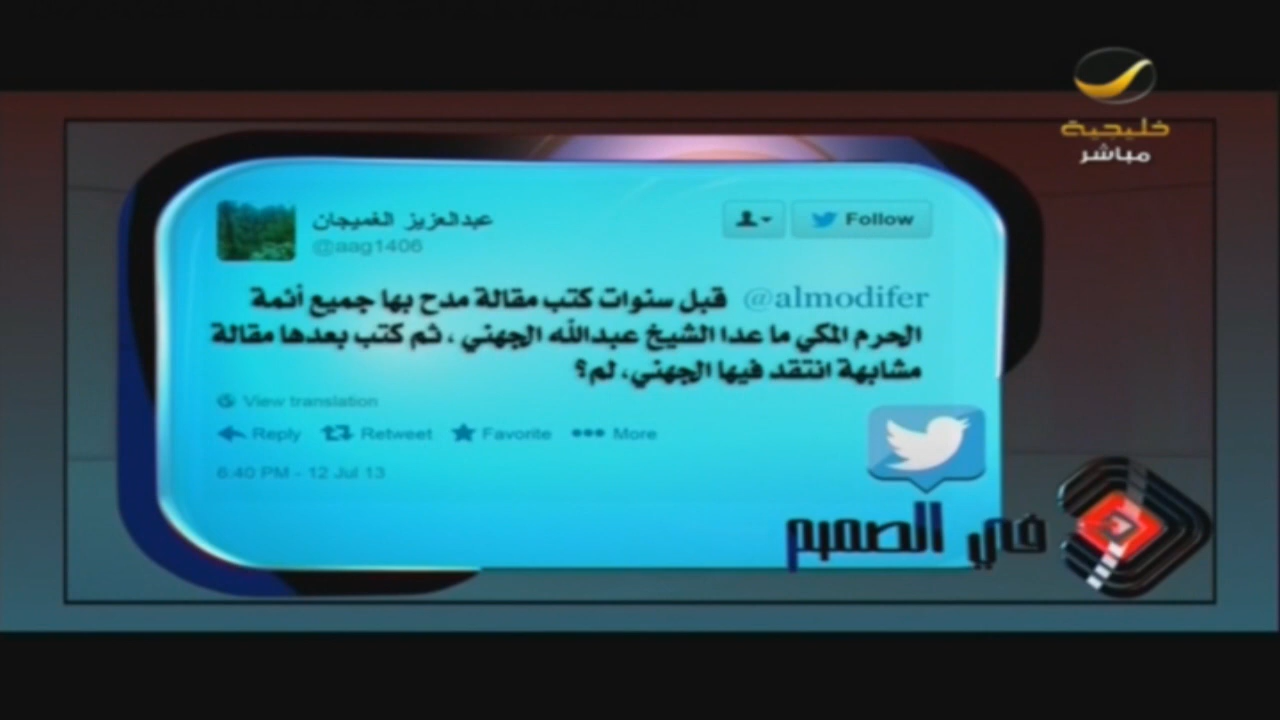 خليجية
مباشر
عبدالعزيز الغميجان
Follow
@aag1406
@almodifer قبل سنوات كتب مقالة مدح بها جميع أئمة
الحرم المكي ما عدا الشيخ عبدالله الجهني ، ثم كتب بعدها مقالة
مشابهة انتقد فيها الجهني، لم؟
View translation
Reply Retweet Favorite More
6:40 PM - 12 Jul 13
في الصميم